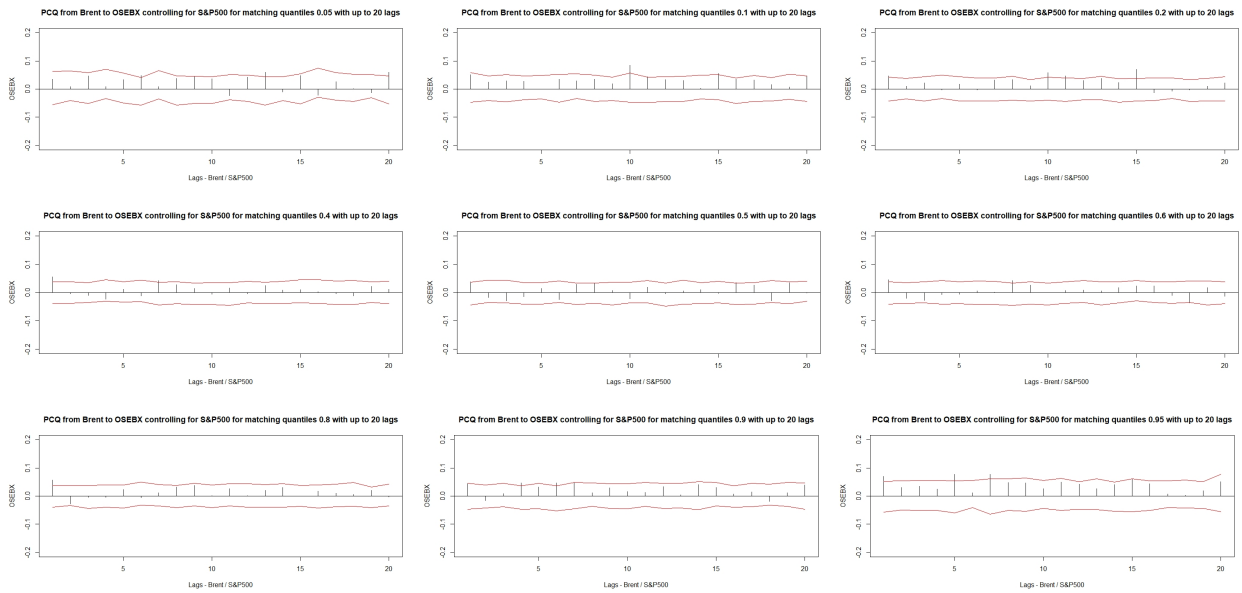 PCQ from Brent to OSEBX controlling for S&P500 for matching quantiles 0.05 with up to 20 lags
OSEBX
0.2
0.1
0.0
-0.1
-0.2
5 10 15 20
Lags - Brent / S&P500
PCQ from Brent to OSEBX controlling for S&P500 for matching quantiles 0.1 with up to 20 lags
OSEBX
0.2
0.1
0.0
-0.1
-0.2
5 10 15 20
Lags - Brent / S&P500
PCQ from Brent to OSEBX controlling for S&P500 for matching quantiles 0.2 with up to 20 lags
OSEBX
0.2
0.1
0.0
-0.1
-0.2
5 10 15 20
Lags - Brent / S&P500
PCQ from Brent to OSEBX controlling for S&P500 for matching quantiles 0.4 with up to 20 lags
OSEBX
0.2
0.1
0.0
-0.1
-0.2
5 10 15 20
Lags - Brent / S&P500
PCQ from Brent to OSEBX controlling for S&P500 for matching quantiles 0.5 with up to 20 lags
OSEBX
0.2
0.1
0.0
-0.1
-0.2
5 10 15 20
Lags - Brent / S&P500
PCQ from Brent to OSEBX controlling for S&P500 for matching quantiles 0.6 with up to 20 lags
OSEBX
0.2
0.1
0.0
-0.1
-0.2
5 10 15 20
Lags - Brent / S&P500
PCQ from Brent to OSEBX controlling for S&P500 for matching quantiles 0.8 with up to 20 lags
OSEBX
0.2
0.1
0.0
-0.1
-0.2
5 10 15 20
Lags - Brent / S&P500
PCQ from Brent to OSEBX controlling for S&P500 for matching quantiles 0.9 with up to 20 lags
OSEBX
0.2
0.1
0.0
-0.1
-0.2
5 10 15 20
Lags - Brent / S&P500
PCQ from Brent to OSEBX controlling for S&P500 for matching quantiles 0.95 with up to 20 lags
OSEBX
0.2
0.1
0.0
-0.1
-0.2
5 10 15 20
Lags - Brent / S&P500